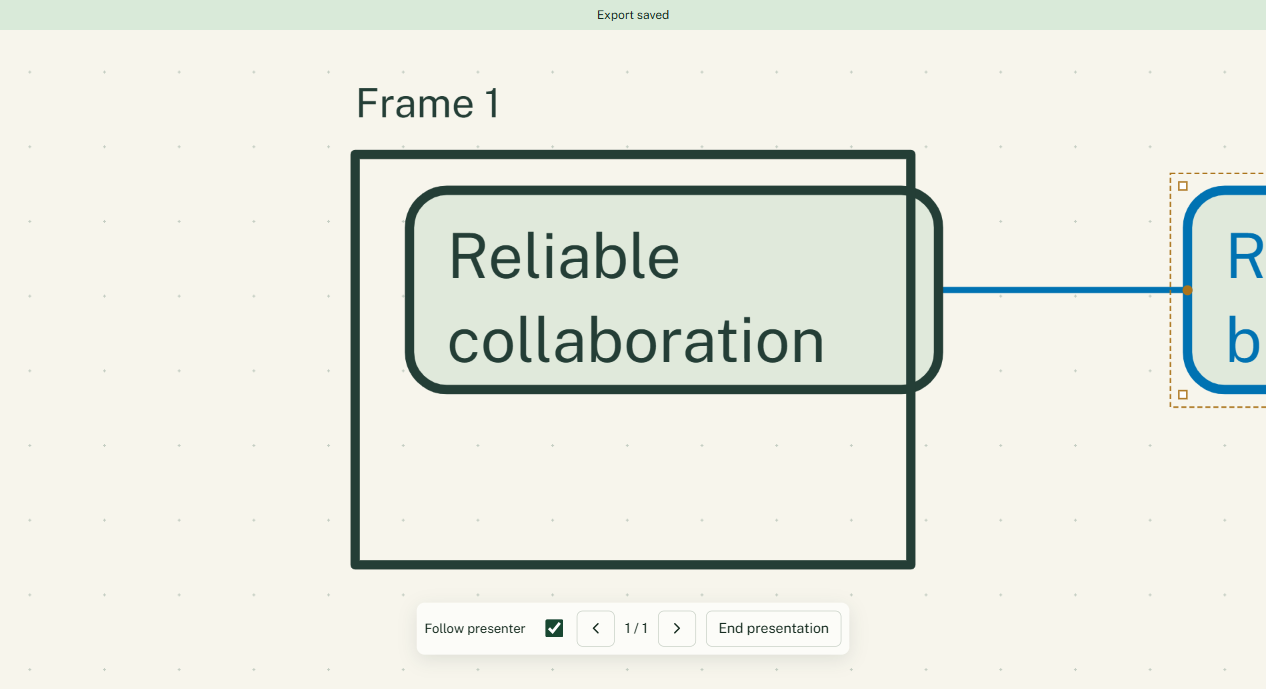 Export saved
Frame 1
Reliable
collaboration
Follow presenter
1 / 1
End presentation